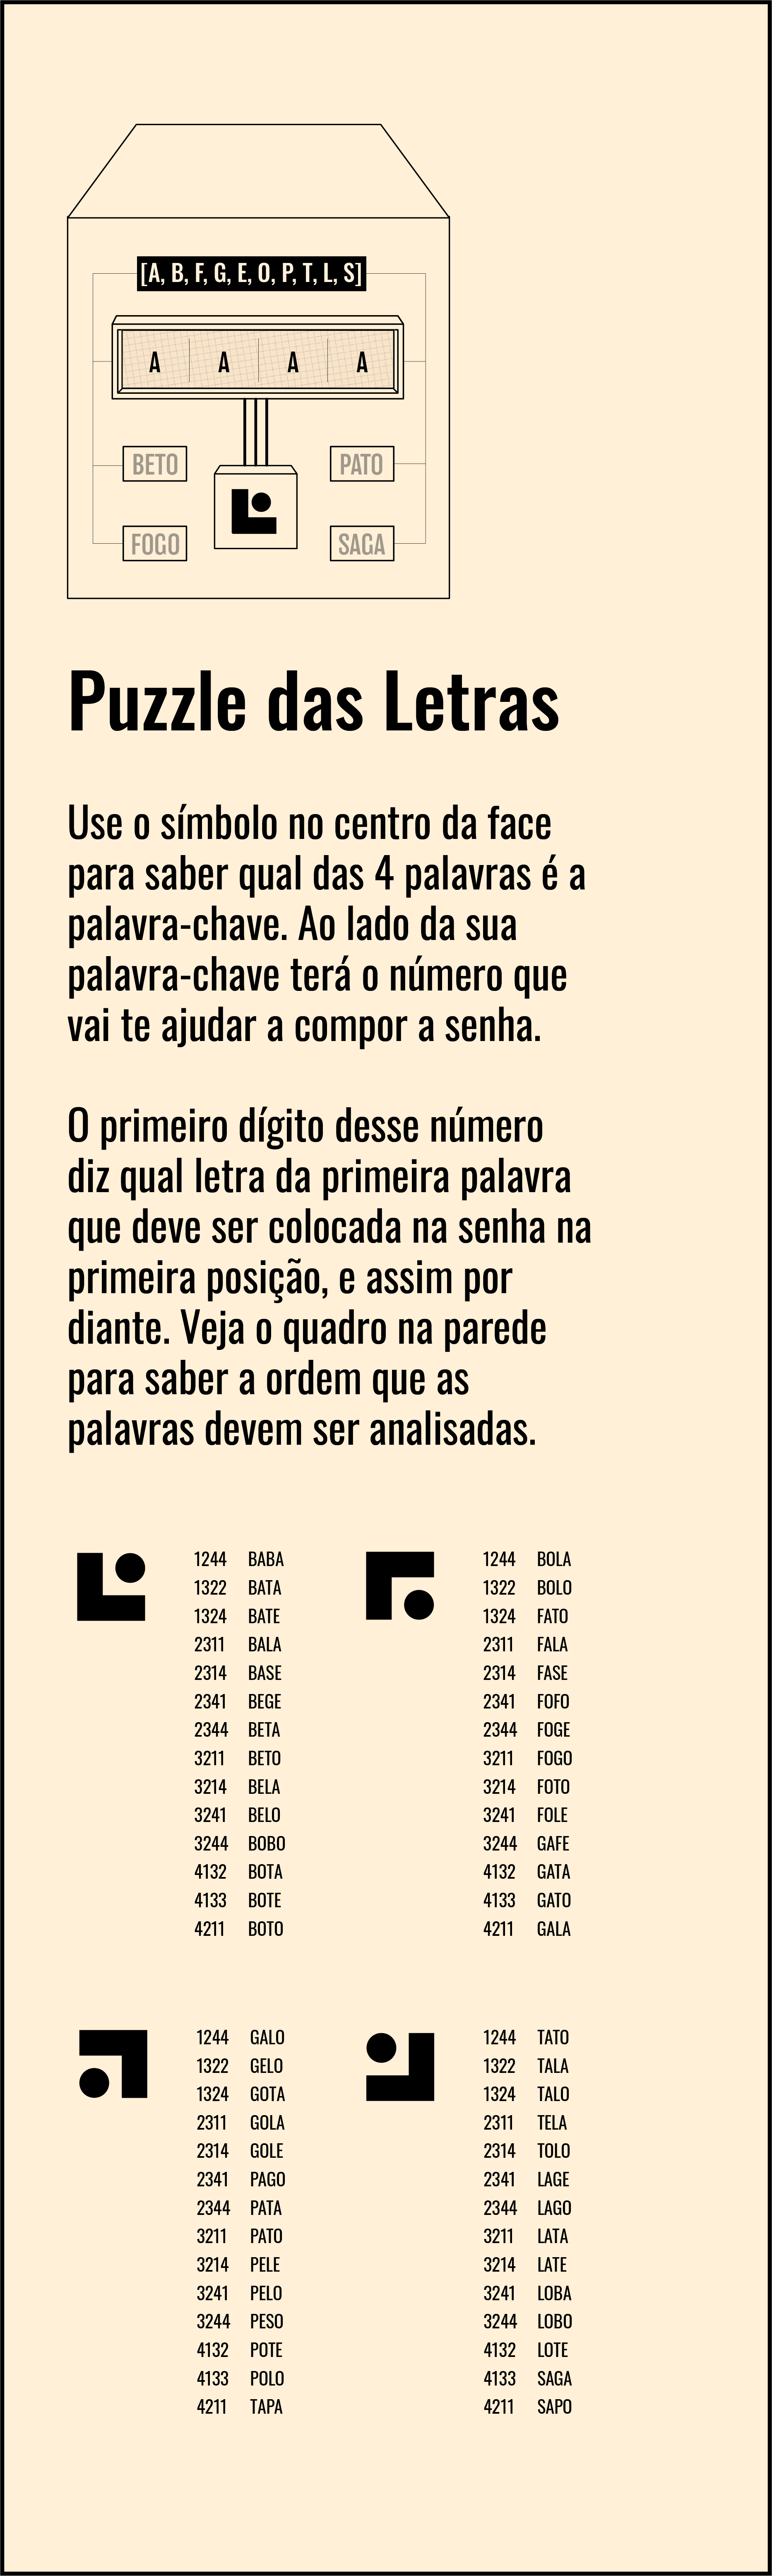 [A, B, F, G, E, O, P, T, L, S]
A A A A
BETO PATO
FOGO SAGA
Puzzle das Letras
Use o símbolo no centro da face
para saber qual das 4 palavras é a
palavra-chave. Ao lado da sua
palavra-chave terá o número que
vai te ajudar a compor a senha.
O primeiro dígito desse número
diz qual letra da primeira palavra
que deve ser colocada na senha na
primeira posição, e assim por
diante. Veja o quadro na parede
para saber a ordem que as
palavras devem ser analisadas.
1244 BABA
1322 BATA
1324 BATE
2311 BALA
2314 BASE
2341 BEGE
2344 BETA
3211 BETO
3214 BELA
3241 BELO
3244 BOBO
4132 BOTA
4133 BOTE
4211 BOTO
1244 BOLA
1322 BOLO
1324 FATO
2311 FALA
2314 FASE
2341 FOFO
2344 FOGE
3211 FOGO
3214 FOTO
3241 FOLE
3244 GAFE
4132 GATA
4133 GATO
4211 GALA
1244 GALO
1322 GELO
1324 GOTA
2311 GOLA
2314 GOLE
2341 PAGO
2344 PATA
3211 PATO
3214 PELE
3241 PELO
3244 PESO
4132 POTE
4133 POLO
4211 TAPA
1244 TATO
1322 TALA
1324 TALO
2311 TELA
2314 TOLO
2341 LAGE
2344 LAGO
3211 LATA
3214 LATE
3241 LOBA
3244 LOBO
4132 LOTE
4133 SAGA
4211 SAPO